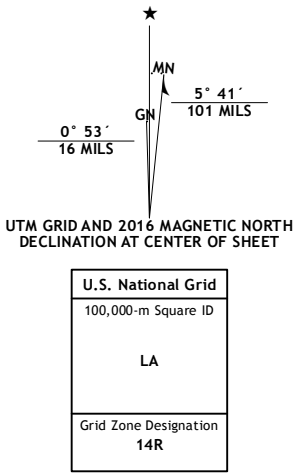 ★
MN
GN
5° 41´
101 MILS
0° 53´
16 MILS
UTM GRID AND 2016 MAGNETIC NORTH
DECLINATION AT CENTER OF SHEET
U.S. National Grid
100,000-m Square ID
LA
Grid Zone Designation
14R